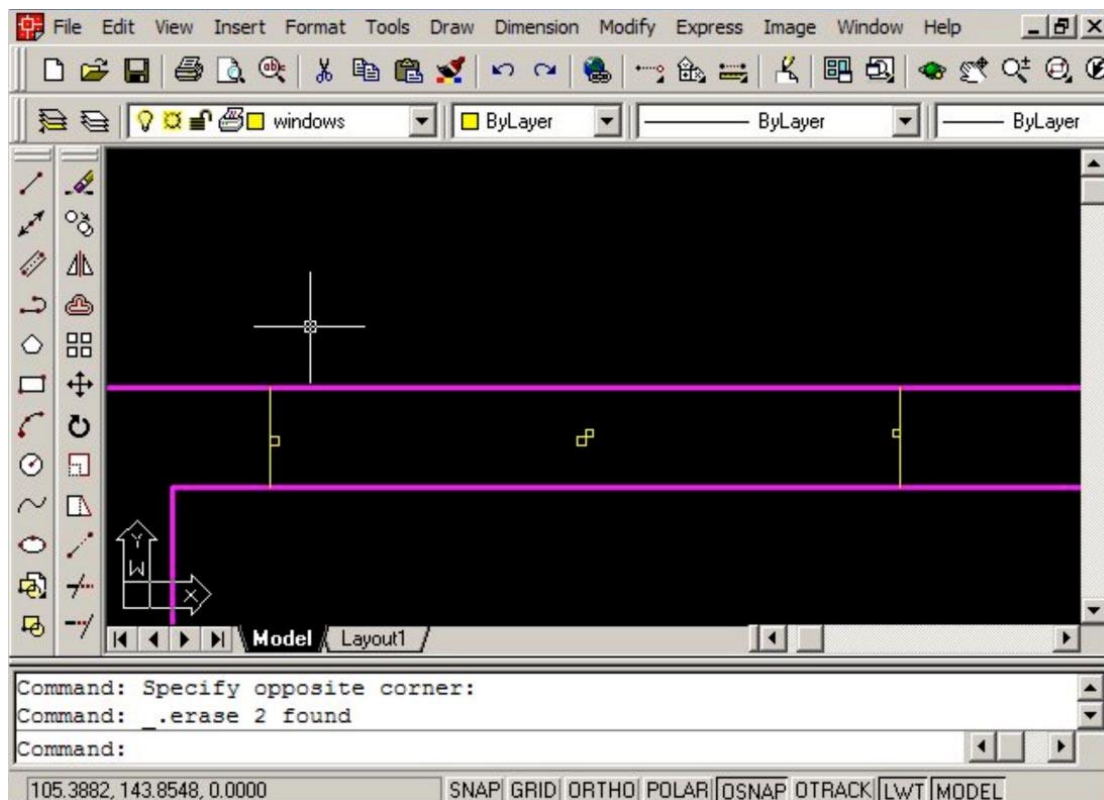 File Edit View Insert Format Tools Draw Dimension Modify Express Image Window Help
windows ByLayer ByLayer ByLayer
Y
W
X
Model Layout1
Command: Specify opposite corner:
Command: _.erase 2 found
Command:
105.3882, 143.8548, 0.0000 SNAP GRID ORTHO POLAR OSNAP OTRACK LWT MODEL